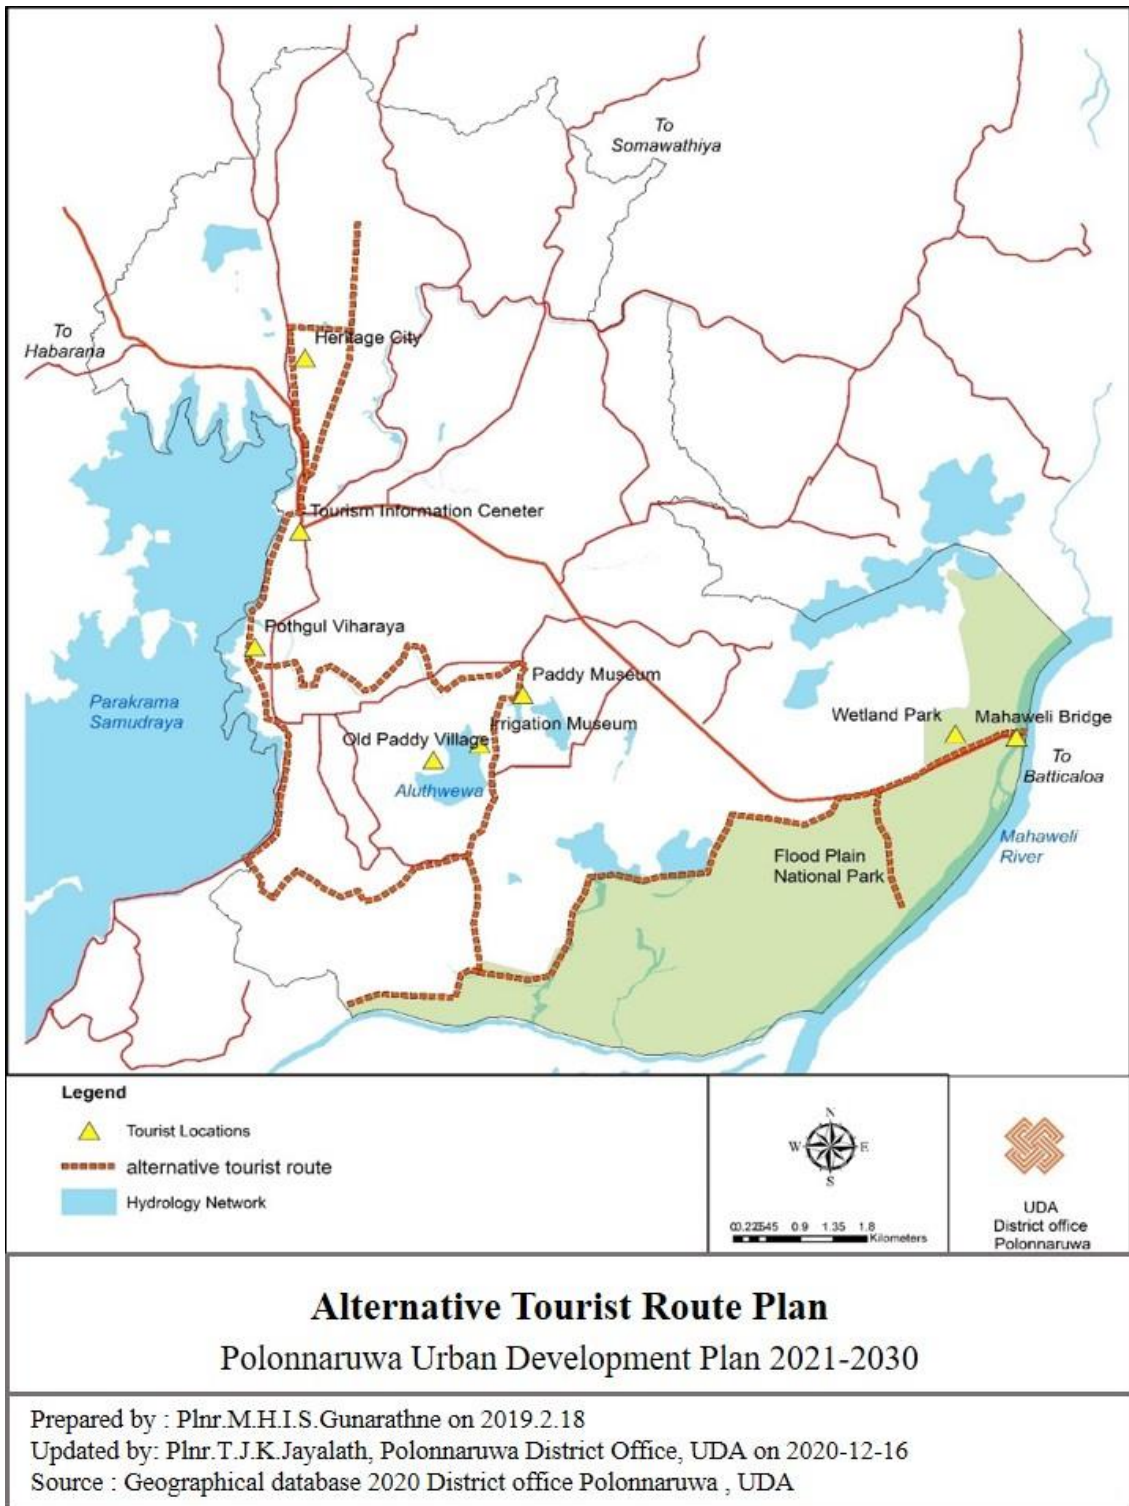 To
Somawathiya
To
Habarana
Heritage City
Tourism Information Ceneter
Pothgul Viharaya
Paddy Museum
Parakrama
Samudraya
Irrigation Museum
Old Paddy Village
Aluthwewa
Wetland Park
Mahaweli Bridge
To
Batticaloa
Mahaweli
River
Flood Plain
National Park
Legend
Tourist Locations
alternative tourist route
Hydrology Network
N
W E
S
0.9 1.35 1.8
Kilometers
UDA
District office
Polonnaruwa
Alternative Tourist Route Plan
Polonnaruwa Urban Development Plan 2021-2030
Prepared by : Plnr.M.H.I.S.Gunarathne on 2019.2.18
Updated by: Plnr.T.J.K.Jayalath, Polonnaruwa District Office, UDA on 2020-12-16
Source : Geographical database 2020 District office Polonnaruwa , UDA